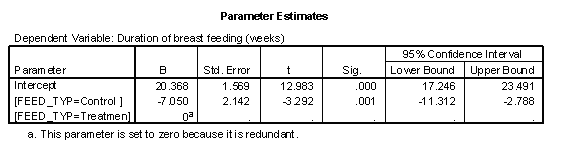 Parameter Estimates
Dependent Variable: Duration of breast feeding (weeks)
95% Confidence Interval
Parameter B Std. Error t Sig. Lower Bound Upper Bound
Intercept 20.368 1.569 12.983 .000 17.246 23.491
[FEED_TYP=Control ] -7.050 2.142 -3.292 .001 -11.312 -2.788
[FEED_TYP=Treatmen] 0a . . . . .
a. This parameter is set to zero because it is redundant.